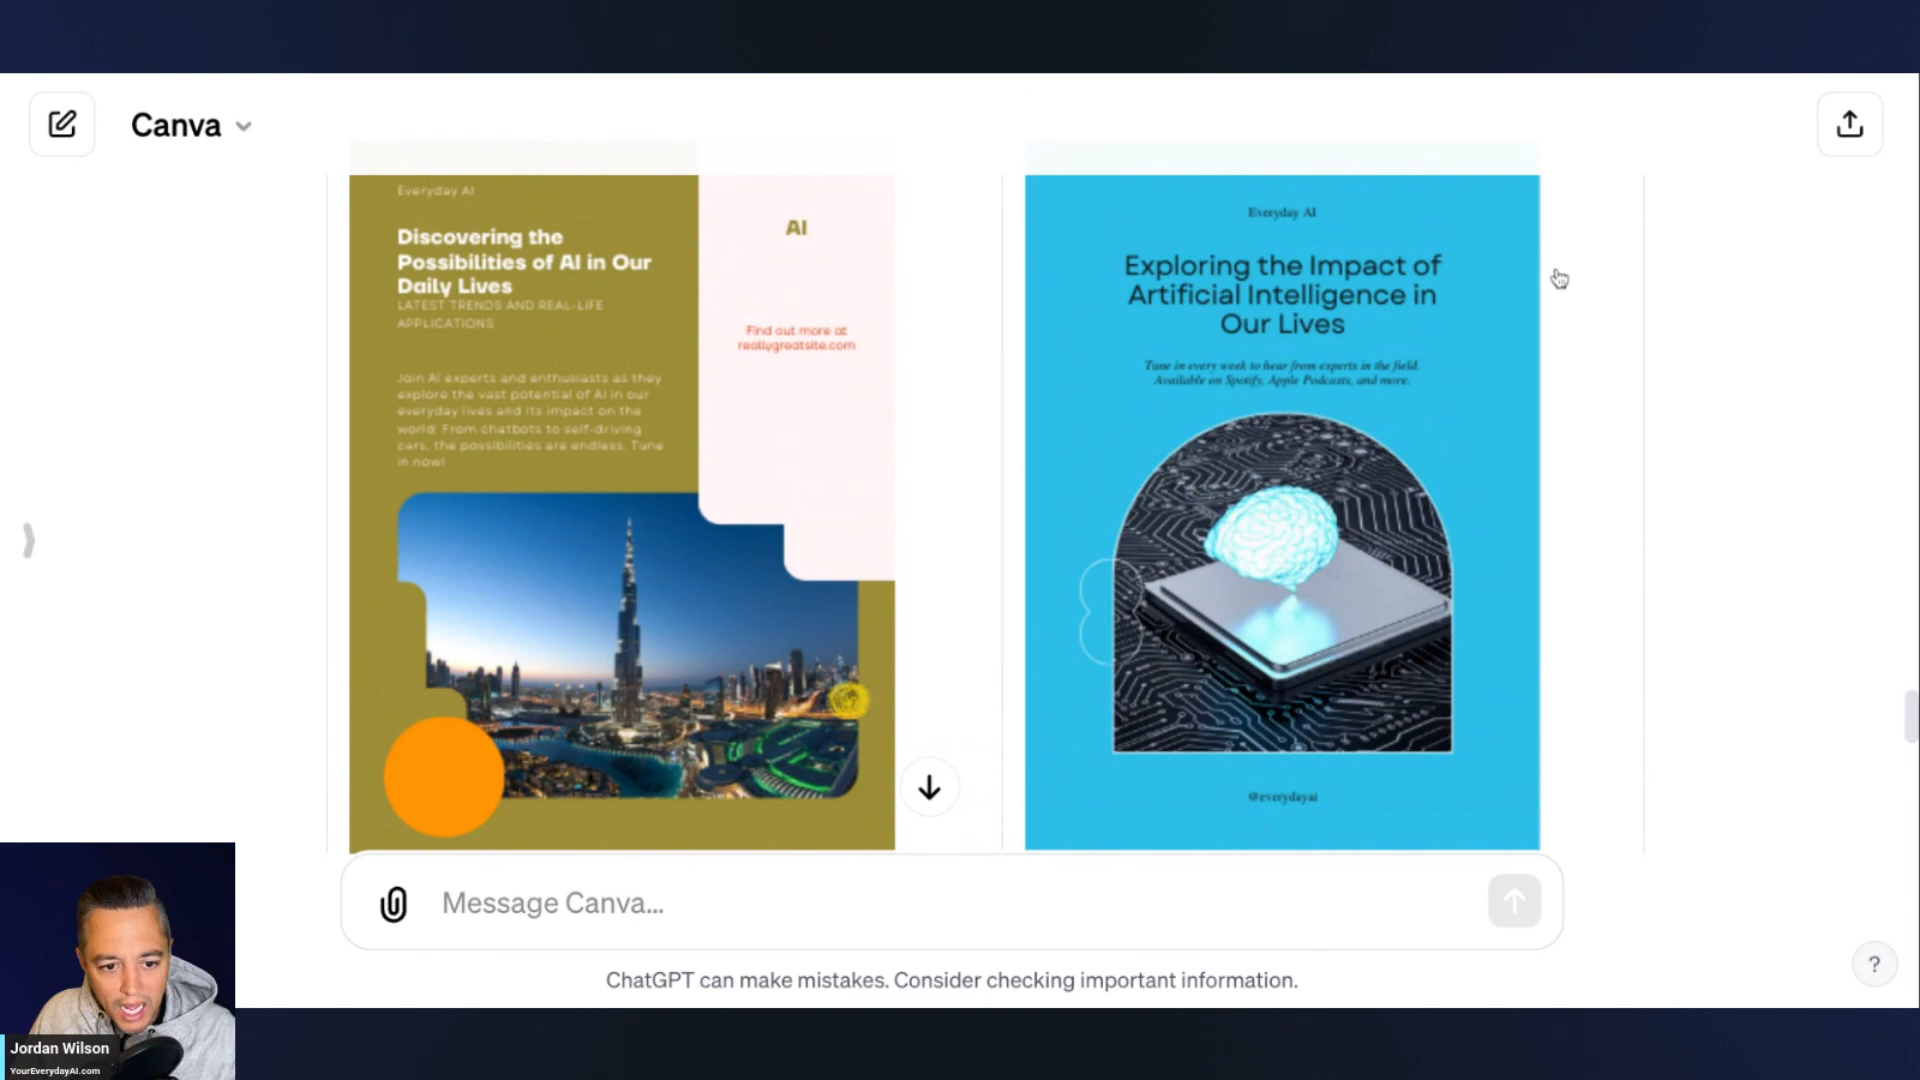 Canva
Everyday AI
Discovering the
Possibilities of AI in Our
Daily Lives
LATEST TRENDS AND REAL-LIFE
APPLICATIONS
Join AI experts and enthusiasts as they
explore the vast potential of AI in our
everyday lives and its impact on the
world. From chatbots to self-driving
cars, the possibilities are endless. Tune
in now!
AI
Find out more at
reallygreatsite.com
Everyday AI
Exploring the Impact of
Artificial Intelligence in
Our Lives
Tune in every week to hear from experts in the field.
Available on Spotify, Apple Podcasts, and more.
@everydayai
Message Canva...
ChatGPT can make mistakes. Consider checking important information.
?
Jordan Wilson
YourEverydayAI.com